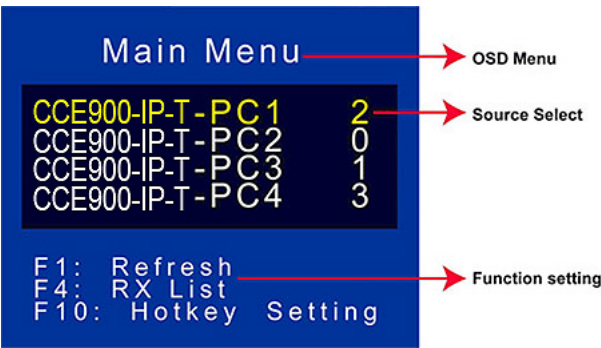 Main Menu
OSD Menu
CCE900-IP-T-PC1 2
Source Select
CCE900-IP-T-PC2 0
CCE900-IP-T-PC3 1
CCE900-IP-T-PC4 3
F1: Refresh
F4: RX List
Function setting
F10: Hotkey Setting